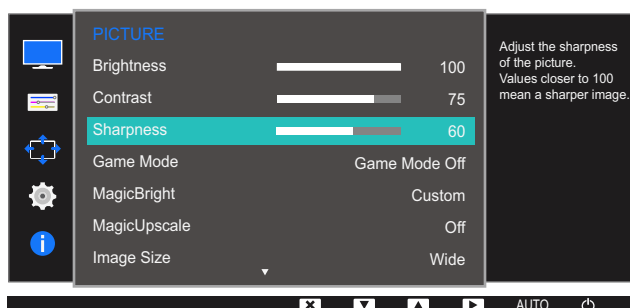 PICTURE
Brightness 100
Contrast 75
Sharpness 60
Game Mode Game Mode Off
MagicBright Custom
MagicUpscale Off
Image Size Wide
Adjust the sharpness
of the picture.
Values closer to 100
mean a sharper image.
AUTO